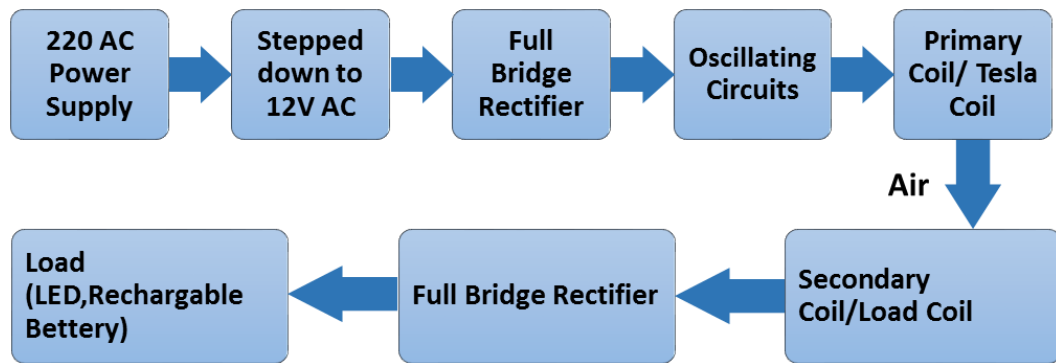 220 AC
Power
Supply
Stepped
down to
12V AC
Full
Bridge
Rectifier
Oscillating
Circuits
Primary
Coil/ Tesla
Coil
Air
Load
(LED,Rechargable
Bettery)
Full Bridge Rectifier
Secondary
Coil/Load Coil